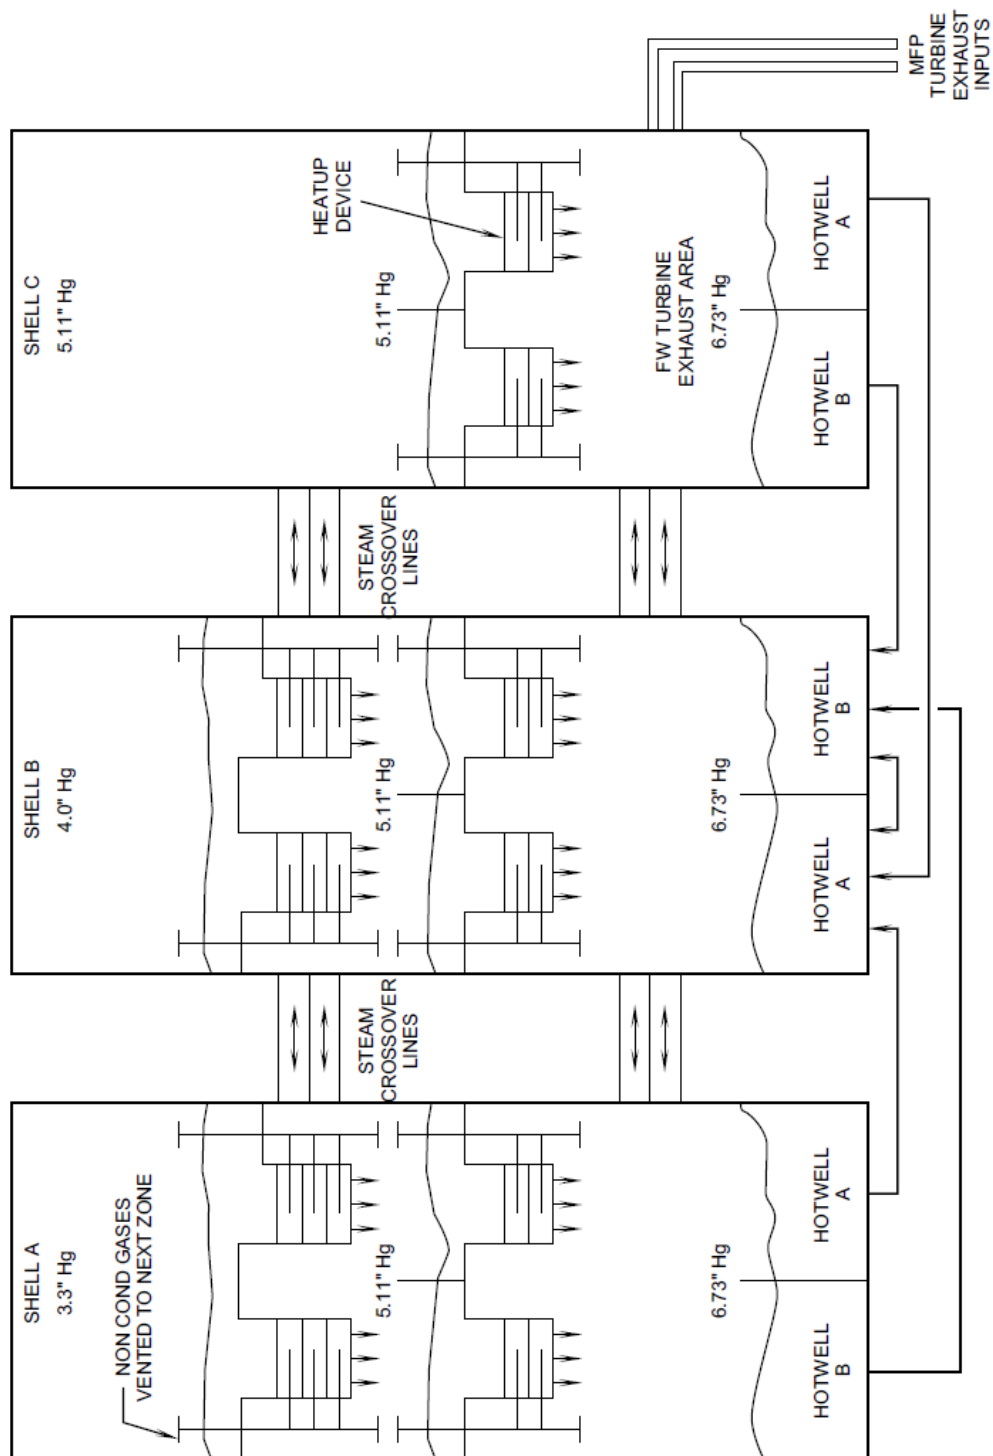 SHELL A
3.3" Hg
NON COND GASES
VENTED TO NEXT ZONE
5.11" Hg
6.73" Hg
HOTWELL
B
HOTWELL
A
STEAM
CROSSOVER
LINES
SHELL B
4.0" Hg
5.11" Hg
6.73" Hg
HOTWELL
A
HOTWELL
B
STEAM
CROSSOVER
LINES
SHELL C
5.11" Hg
HEATUP
DEVICE
5.11" Hg
FW TURBINE
EXHAUST AREA
6.73" Hg
HOTWELL
B
HOTWELL
A
MFP
TURBINE
EXHAUST
INPUTS